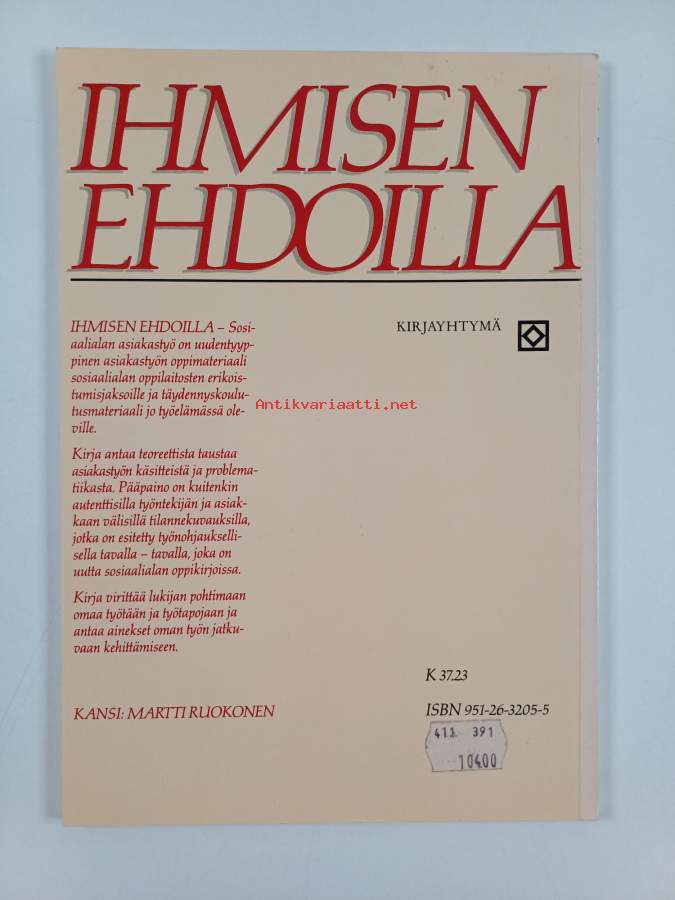 IHMISEN
EHDOILLA
IHMISEN EHDOILLA – Sosi-
aalialan asiakastyö on uudentyyp-
pinen asiakastyön oppimateriaali
sosiaalialan oppilaitosten erikois-
tumisjaksoille ja täydennyskoulu-
tusmateriaali jo työelämässä ole-
ville.
Kirja antaa teoreettista taustaa
asiakastyön käsitteistä ja problema-
tiikasta. Pääpaino on kuitenkin
autenttisilla työntekijän ja asiak-
kaan välisillä tilannekuvauksilla,
jotka on esitetty työnohjaukselli-
sella tavalla – tavalla, joka on
uutta sosiaalialan oppikirjoissa.
Kirja virittää lukijan pohtimaan
omaa työtään ja työtapojaan ja
antaa ainekset oman työn jatku-
vaan kehittämiseen.
KANSI: MARTTI RUOKONEN
KIRJAYHTYMÄ
Antikvariaatti.net
K 37.23
ISBN 951-26-3205-5
411 391
10400